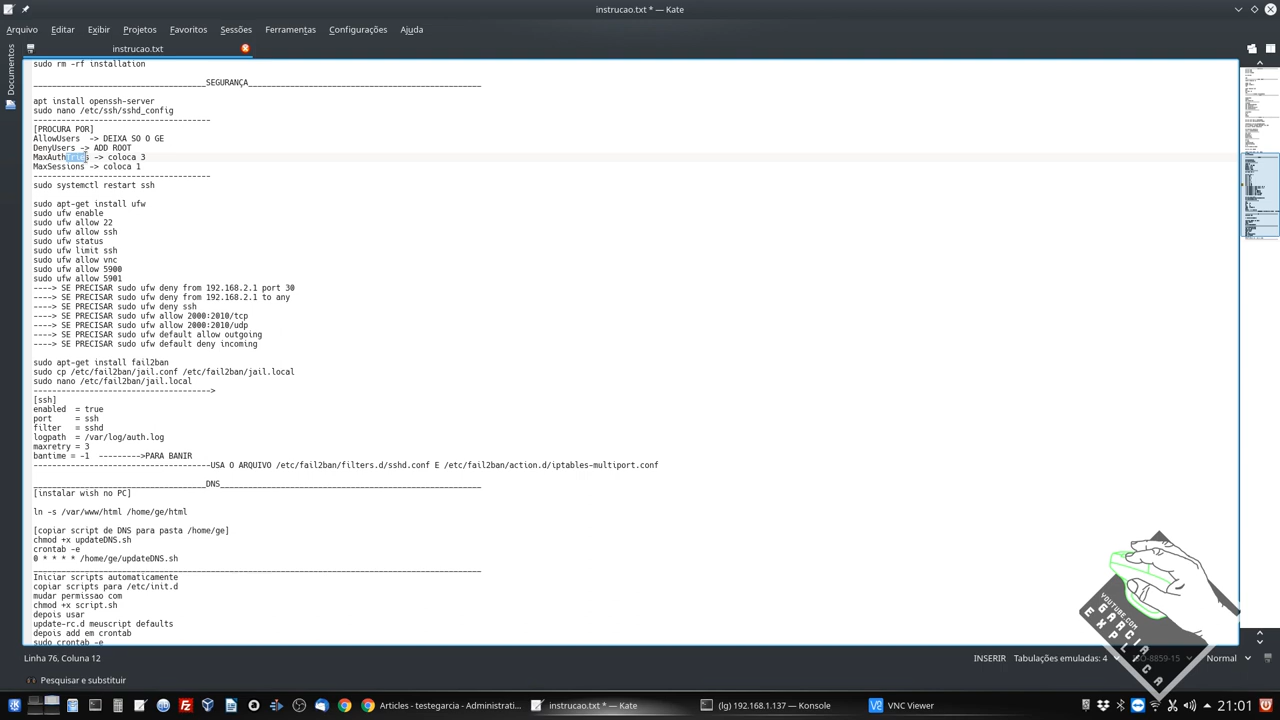 instrucao.txt * — Kate
Arquivo Editar Exibir Projetos Favoritos Sessões Ferramentas Configurações Ajuda
instrucao.txt
Documentos
sudo rm -rf installation
_____________________________________SEGURANÇA__________________________________________________
apt install openssh-server
sudo nano /etc/ssh/sshd_config
--------------------------------------
[PROCURA POR]
AllowUsers  -> DEIXA SO O GE
DenyUsers -> ADD ROOT
MaxAuthTries -> coloca 3
MaxSessions -> coloca 1
--------------------------------------
sudo systemctl restart ssh
sudo apt-get install ufw
sudo ufw enable
sudo ufw allow 22
sudo ufw allow ssh
sudo ufw status
sudo ufw limit ssh
sudo ufw allow vnc
sudo ufw allow 5900
sudo ufw allow 5901
----> SE PRECISAR sudo ufw deny from 192.168.2.1 port 30
----> SE PRECISAR sudo ufw deny from 192.168.2.1 to any
----> SE PRECISAR sudo ufw deny ssh
----> SE PRECISAR sudo ufw allow 2000:2010/tcp
----> SE PRECISAR sudo ufw allow 2000:2010/udp
----> SE PRECISAR sudo ufw default allow outgoing
----> SE PRECISAR sudo ufw default deny incoming
sudo apt-get install fail2ban
sudo cp /etc/fail2ban/jail.conf /etc/fail2ban/jail.local
sudo nano /etc/fail2ban/jail.local
-------------------------------------->
[ssh]
enabled  = true
port     = ssh
filter   = sshd
logpath  = /var/log/auth.log
maxretry = 3
bantime = -1  --------->PARA BANIR
--------------------------------------USA O ARQUIVO /etc/fail2ban/filters.d/sshd.conf E /etc/fail2ban/action.d/iptables-multiport.conf
_____________________________________DNS________________________________________________________
[instalar wish no PC]
ln -s /var/www/html /home/ge/html
[copiar script de DNS para pasta /home/ge]
chmod +x updateDNS.sh
crontab -e
0 * * * * /home/ge/updateDNS.sh
________________________________________________________________________________________________
Iniciar scripts automaticamente
copiar scripts para /etc/init.d
mudar permissao com
chmod +x script.sh
depois usar
update-rc.d meuscript defaults
depois add em crontab
sudo crontab -e
YOUTUBE.COM
EGARCIA
EXPLICA
Linha 76, Coluna 12 INSERIR Tabulações emuladas: 4 ISO-8859-15 Normal
Pesquisar e substituir
Articles - testegarcia - Administrati... instrucao.txt * — Kate (lg) 192.168.1.137 — Konsole VNC Viewer 21:01